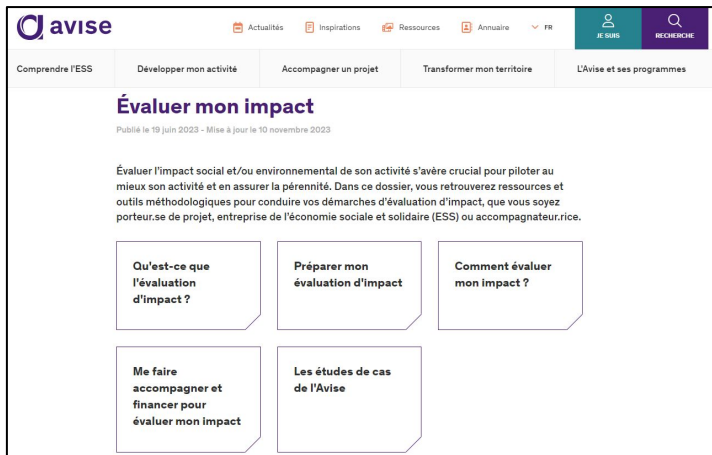 avise
Actualités
Inspirations
Ressources
Annuaire
FR
JE SUIS
RECHERCHE
Comprendre l'ESS
Développer mon activité
Accompagner un projet
Transformer mon territoire
L'Avise et ses programmes
Évaluer mon impact
Publié le 19 juin 2023 - Mise à jour le 10 novembre 2023
Évaluer l'impact social et/ou environnemental de son activité s'avère crucial pour piloter au
mieux son activité et en assurer la pérennité. Dans ce dossier, vous retrouverez ressources et
outils méthodologiques pour conduire vos démarches d'évaluation d'impact, que vous soyez
porteur.se de projet, entreprise de l'économie sociale et solidaire (ESS) ou accompagnateur.rice.
Qu'est-ce que
l'évaluation
d'impact ?
Préparer mon
évaluation d'impact
Comment évaluer
mon impact ?
Me faire
accompagner et
financer pour
évaluer mon impact
Les études de cas
de l'Avise